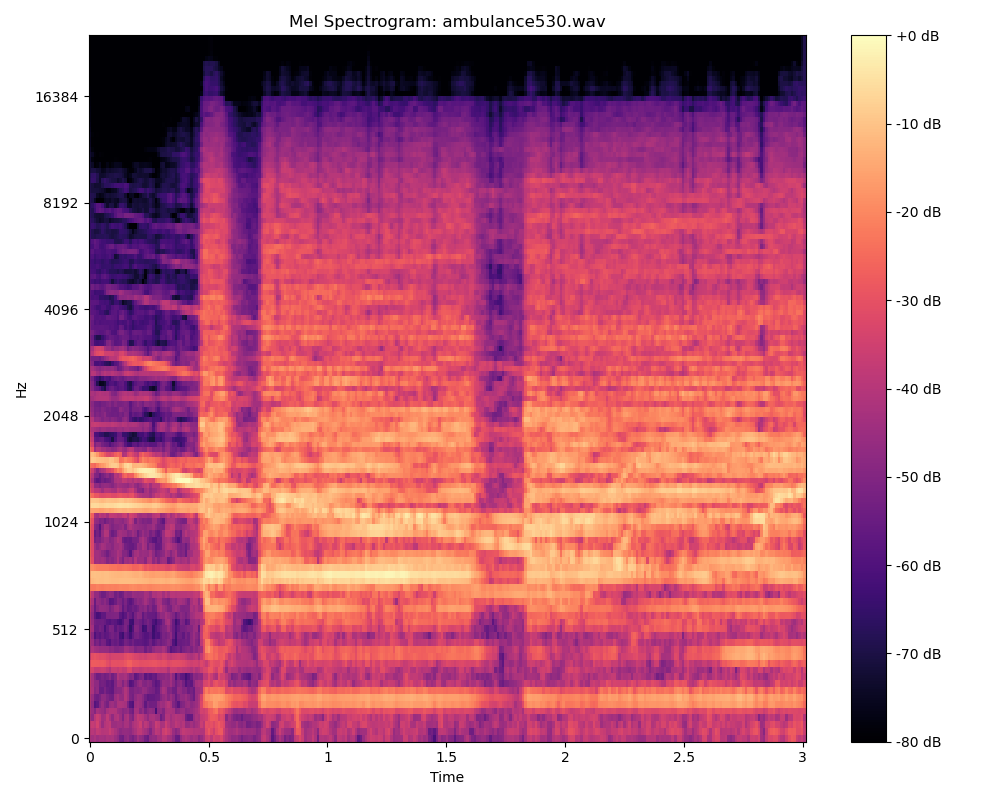 Mel Spectrogram: ambulance530.wav
+0 dB
16384
-10 dB
-20 dB
8192
-30 dB
4096
Hz
-40 dB
2048
-50 dB
1024
-60 dB
512
-70 dB
0
-80 dB
0 0.5 1 1.5 2 2.5 3
Time